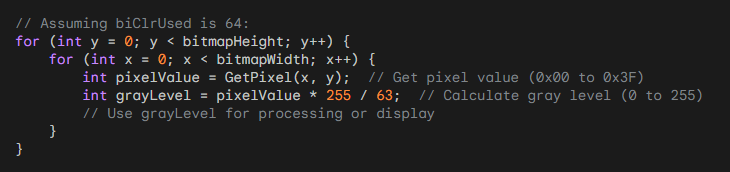 // Assuming biClrUsed is 64:
for (int y = 0; y < bitmapHeight; y++) {
    for (int x = 0; x < bitmapWidth; x++) {
        int pixelValue = GetPixel(x, y);  // Get pixel value (0x00 to 0x3F)
        int grayLevel = pixelValue * 255 / 63;  // Calculate gray level (0 to 255)
        // Use grayLevel for processing or display
    }
}